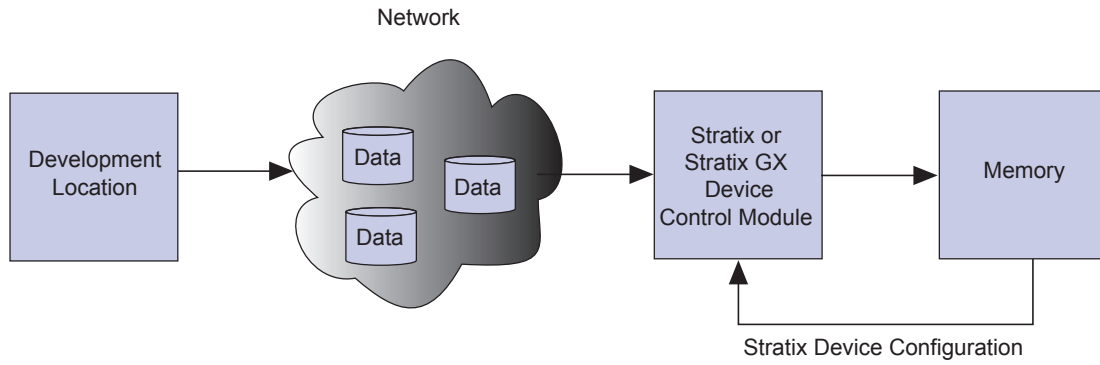 Network
Development
Location
Data
Data
Data
Stratix or
Stratix GX
Device
Control Module
Memory
Stratix Device Configuration